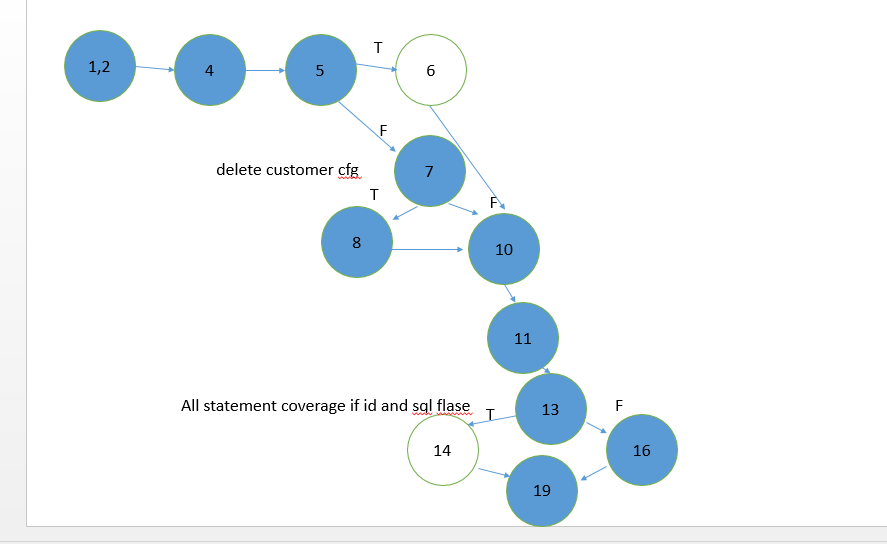 1,2
4
5
T
6
F
delete customer cfg
7
T
F
8
10
11
All statement coverage if id and sql flase
T
13
F
14
16
19